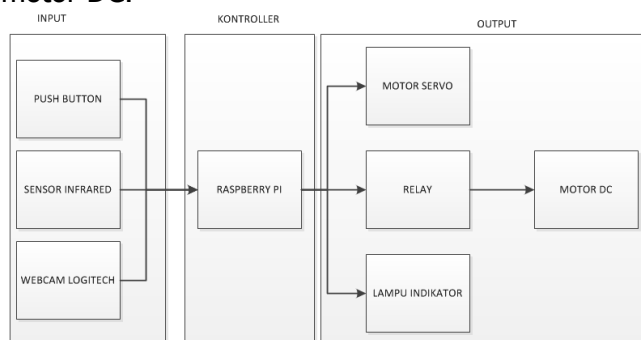 motor DC.
INPUT
KONTROLLER
OUTPUT
PUSH BUTTON
SENSOR INFRARED
WEBCAM LOGITECH
RASPBERRY PI
MOTOR SERVO
RELAY
MOTOR DC
LAMPU INDIKATOR